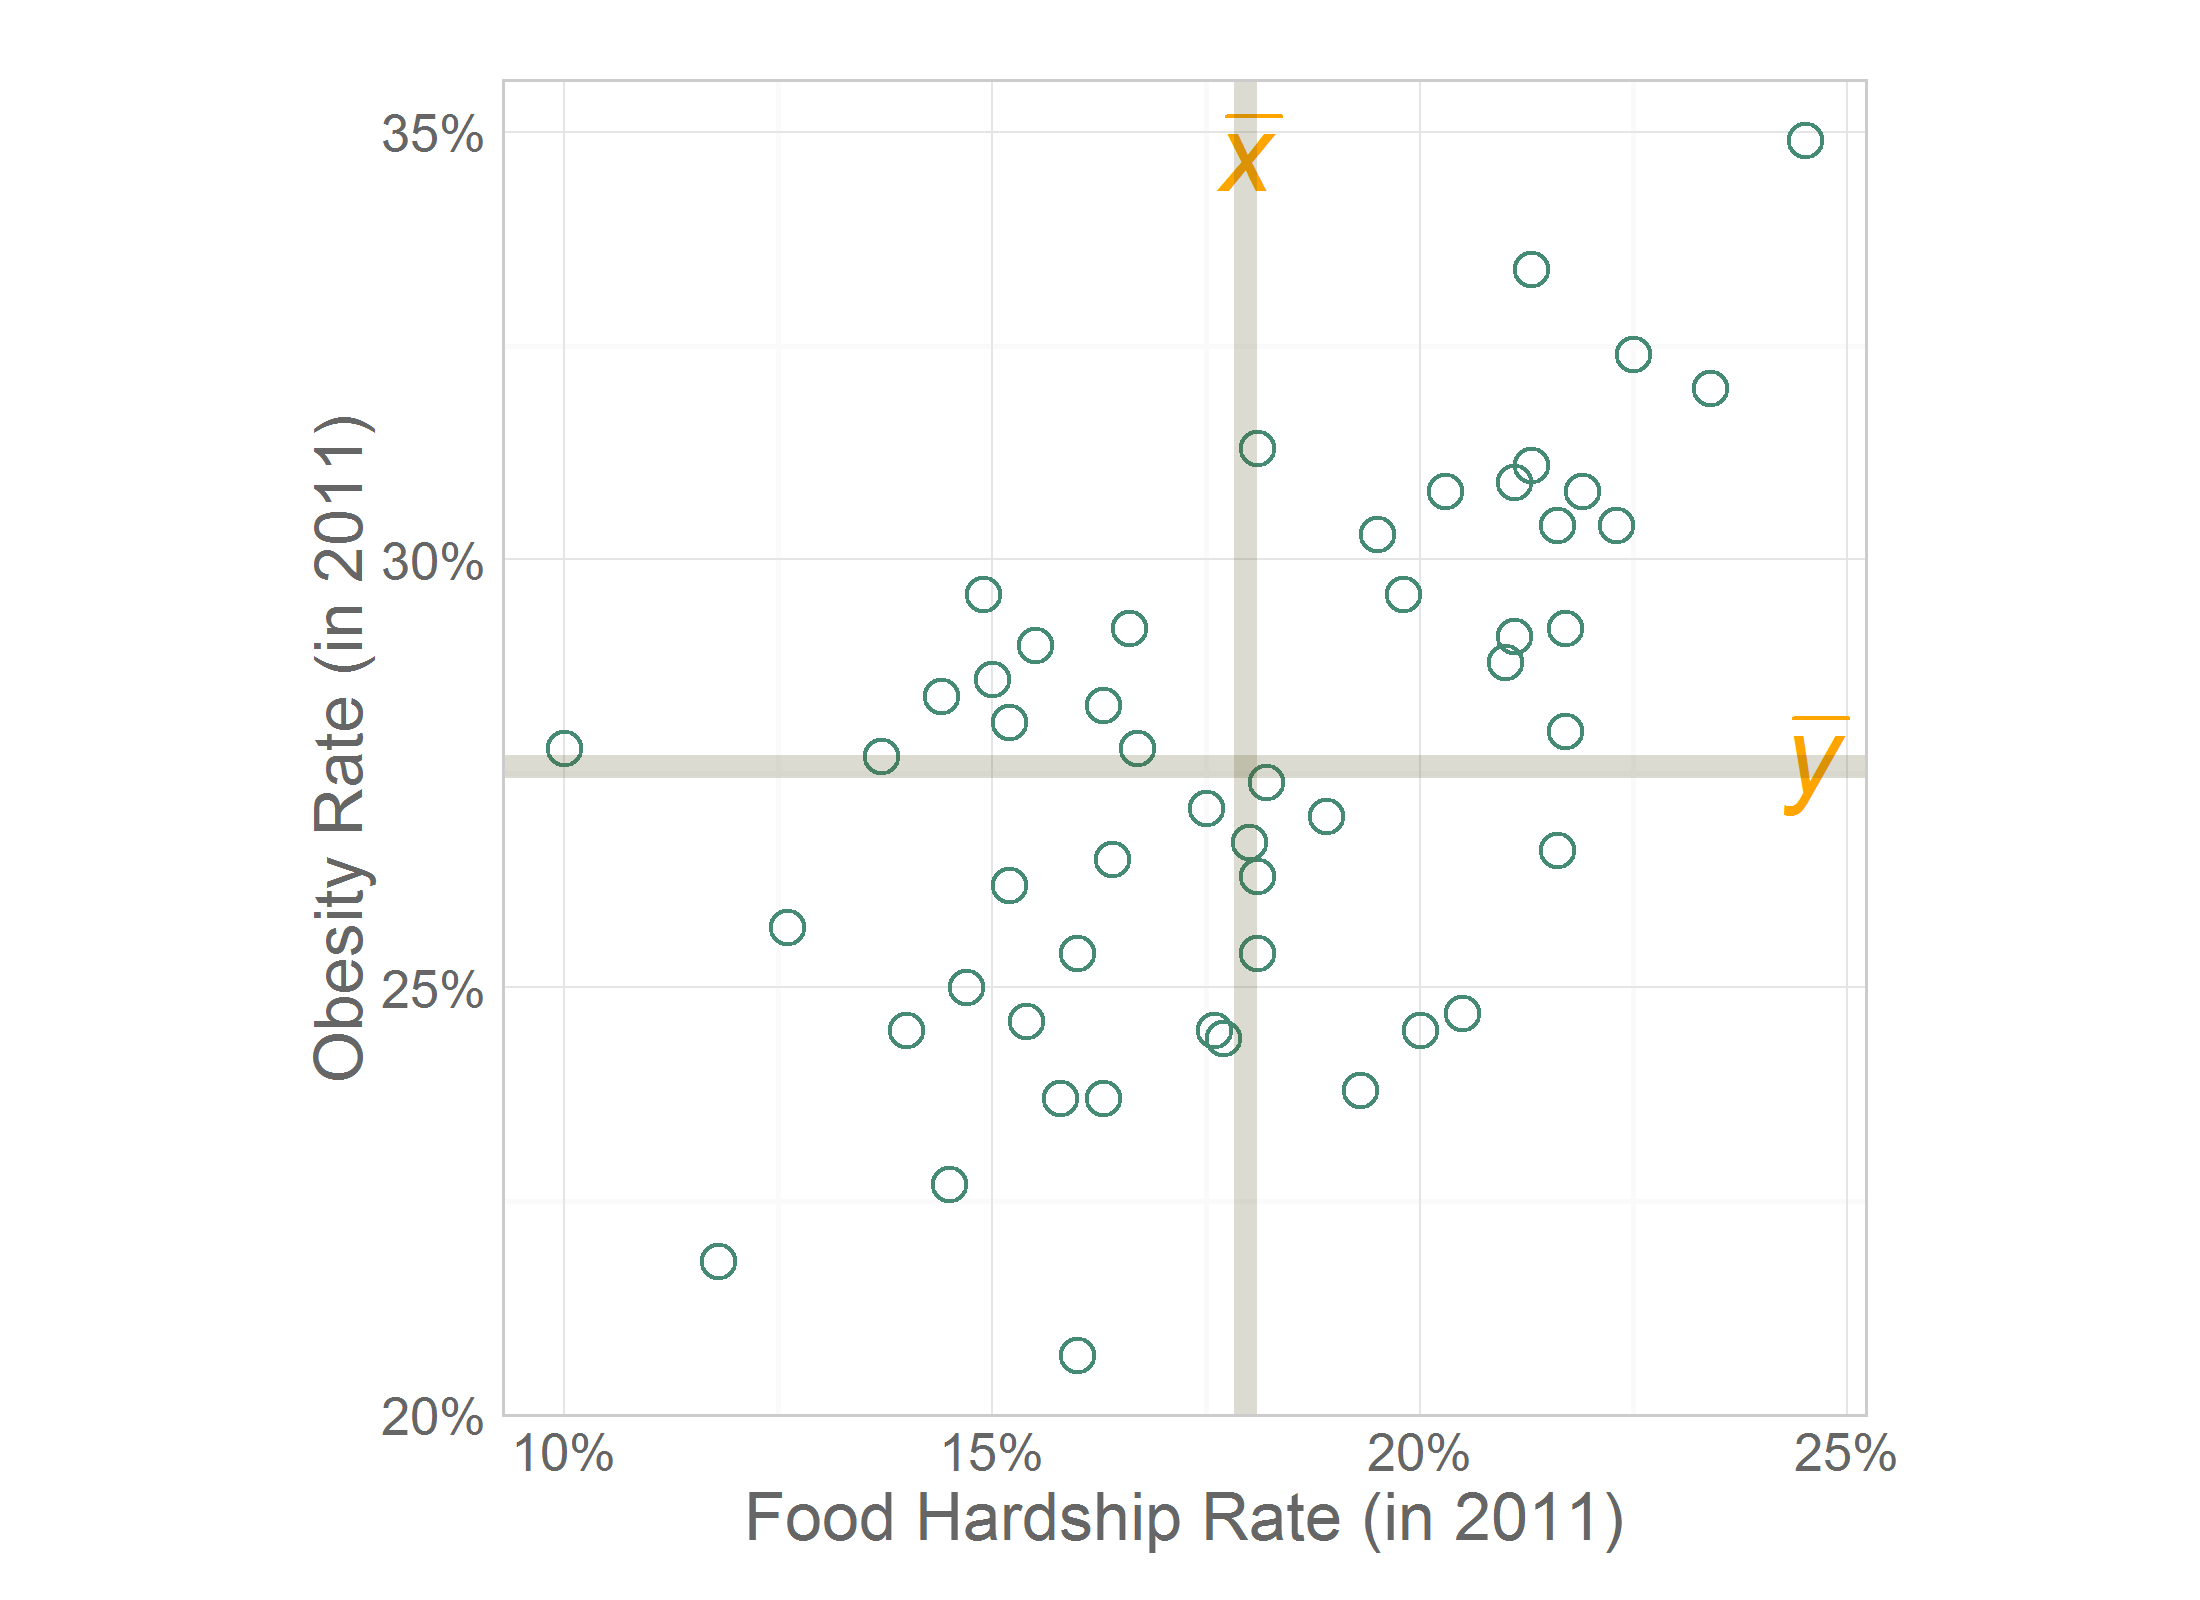 35%
x̅
30%
y̅
25%
20%
10% 15% 20% 25%
Food Hardship Rate (in 2011)
Obesity Rate (in 2011)